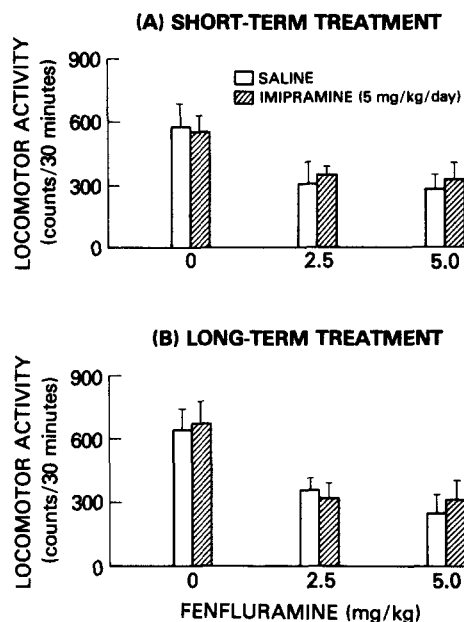 (A) SHORT-TERM TREATMENT
LOCOMOTOR ACTIVITY
(counts/30 minutes)
900
600
300
0
SALINE
IMIPRAMINE (5 mg/kg/day)
0 2.5 5.0
(B) LONG-TERM TREATMENT
LOCOMOTOR ACTIVITY
(counts/30 minutes)
900
600
300
0
0 2.5 5.0
FENFLURAMINE (mg/kg)